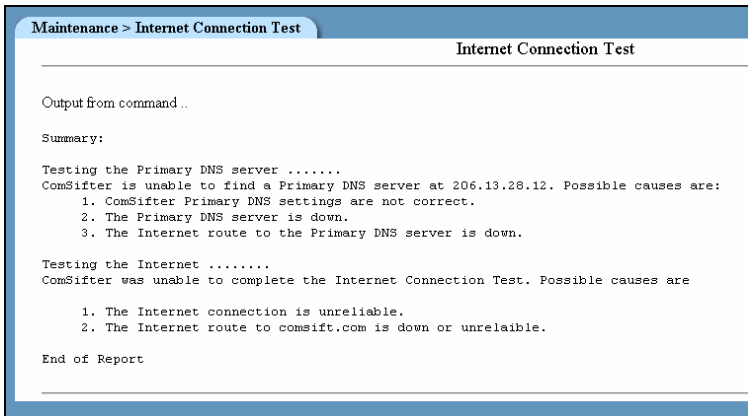 Maintenance > Internet Connection Test
Internet Connection Test
Output from command ..
Summary:
Testing the Primary DNS server .......
ComSifter is unable to find a Primary DNS server at 206.13.28.12. Possible causes are:
1. ComSifter Primary DNS settings are not correct.
2. The Primary DNS server is down.
3. The Internet route to the Primary DNS server is down.
Testing the Internet ........
ComSifter was unable to complete the Internet Connection Test. Possible causes are
1. The Internet connection is unreliable.
2. The Internet route to comsift.com is down or unrelaible.
End of Report